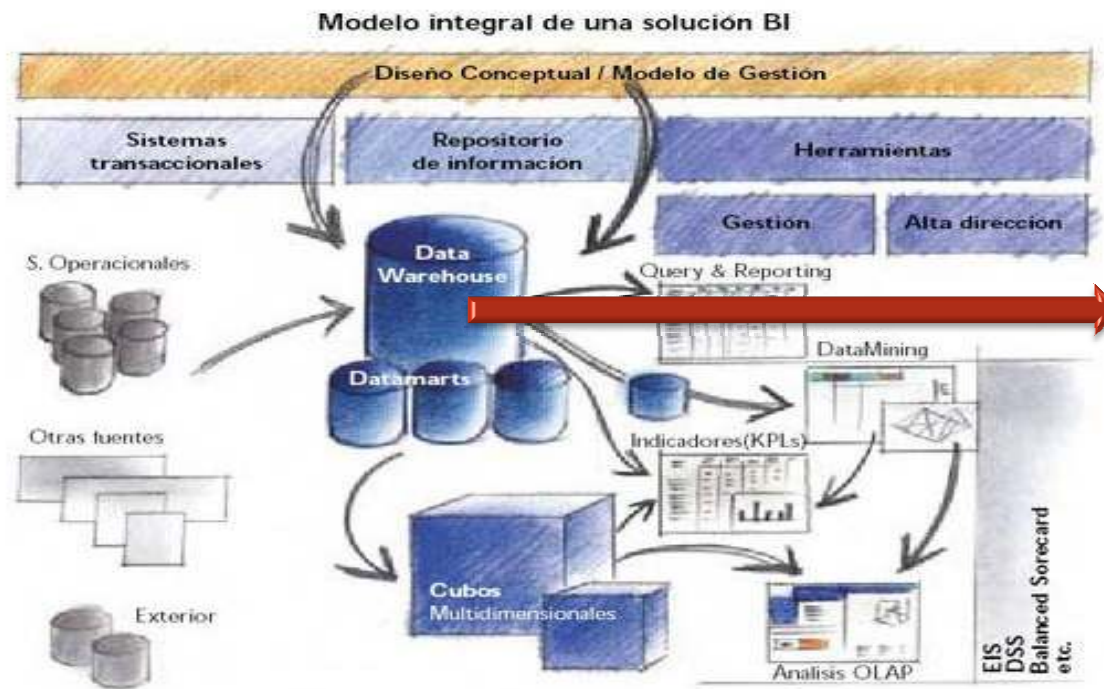 Modelo integral de una solución BI
Diseño Conceptual / Modelo de Gestión
Sistemas
transaccionales
Repositorio
de información
Herramientas
Gestión
Alta direccion
S. Operacionales
Data
Warehouse
Query & Reporting
DataMining
Datamarts
Otras fuentes
Indicadores(KPLs)
Cubos
Multidimensionales
Exterior
Analisis OLAP
EIS
DSS
Balanced Sorecard
etc.